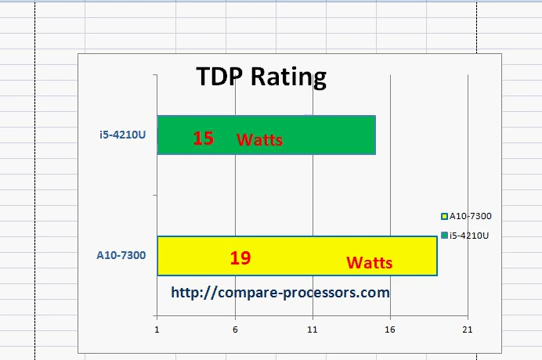 TDP Rating
i5-4210U
15 Watts
A10-7300
i5-4210U
A10-7300
19 Watts
http://compare-processors.com
1 6 11 16 21